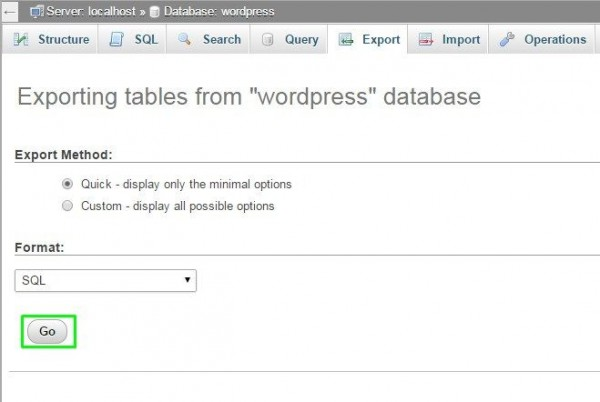 Server: localhost » Database: wordpress
Structure SQL Search Query Export Import Operations
Exporting tables from "wordpress" database
Export Method:
Quick - display only the minimal options
Custom - display all possible options
Format:
SQL
Go